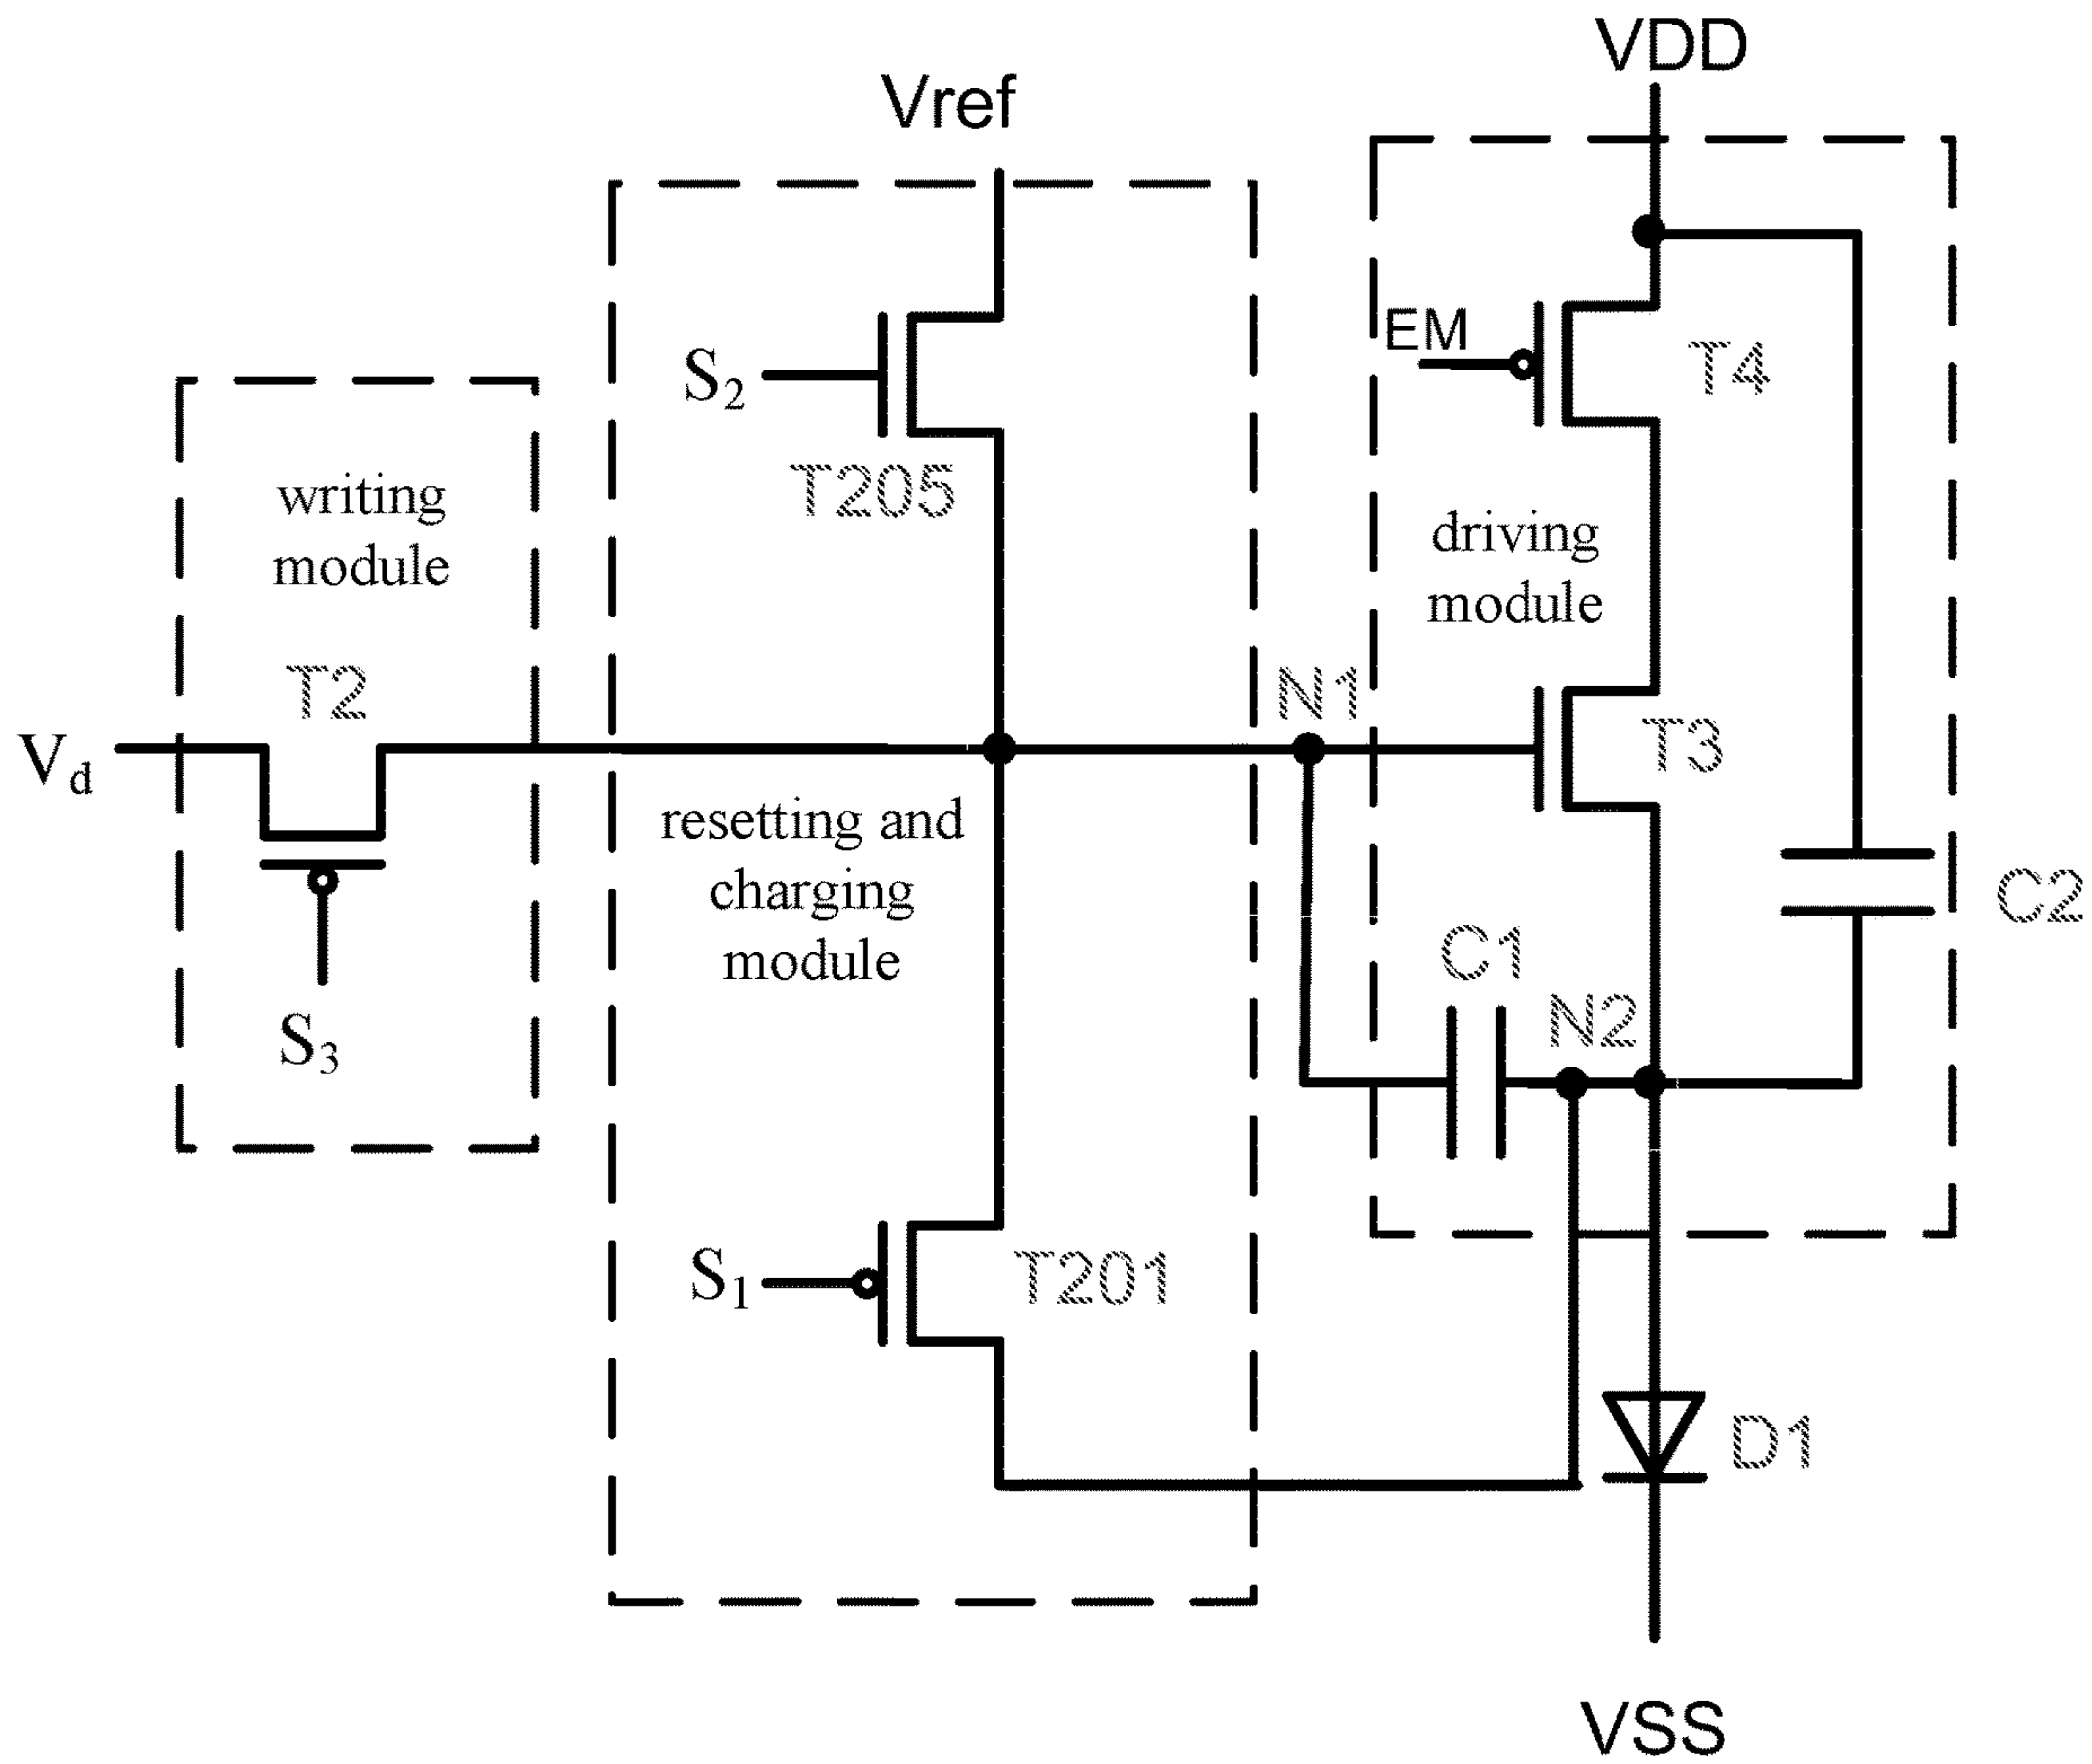 VDD
Vref
EM
T4
S2
T205
writing
module
driving
module
T2
N1
T3
Vd
resetting and
charging
module
C2
C1
N2
S3
S1
T201
D1
VSS